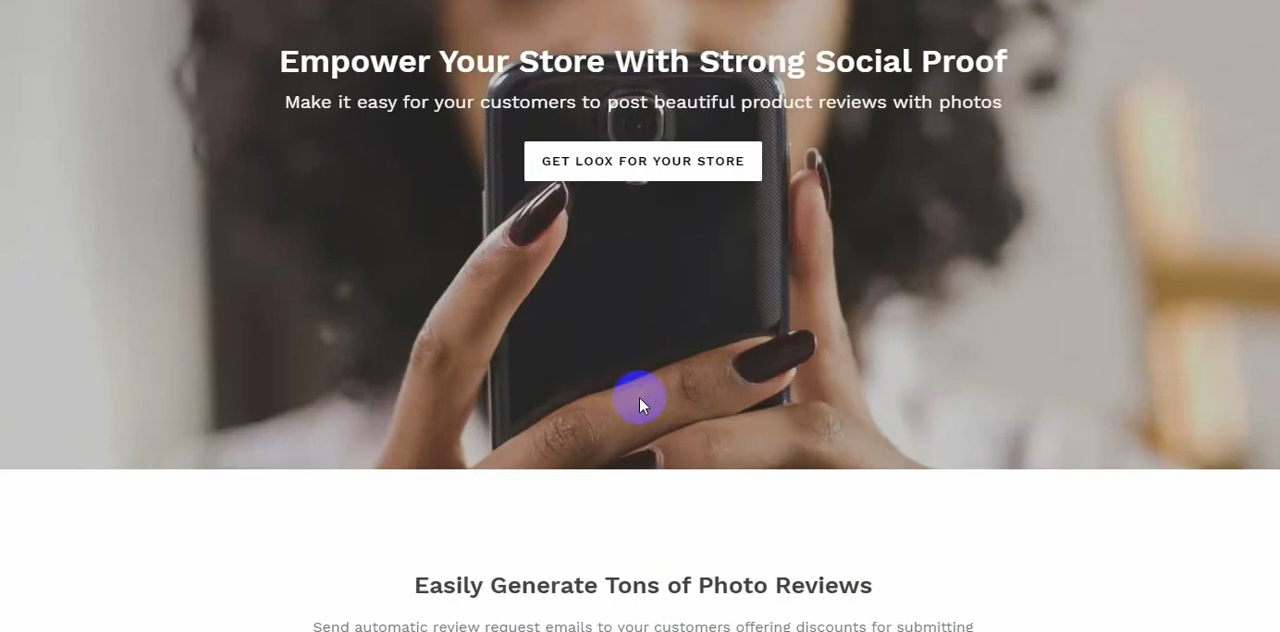 Empower Your Store With Strong Social Proof
Make it easy for your customers to post beautiful product reviews with photos
GET LOOX FOR YOUR STORE
Easily Generate Tons of Photo Reviews
Send automatic review request emails to your customers offering discounts for submitting